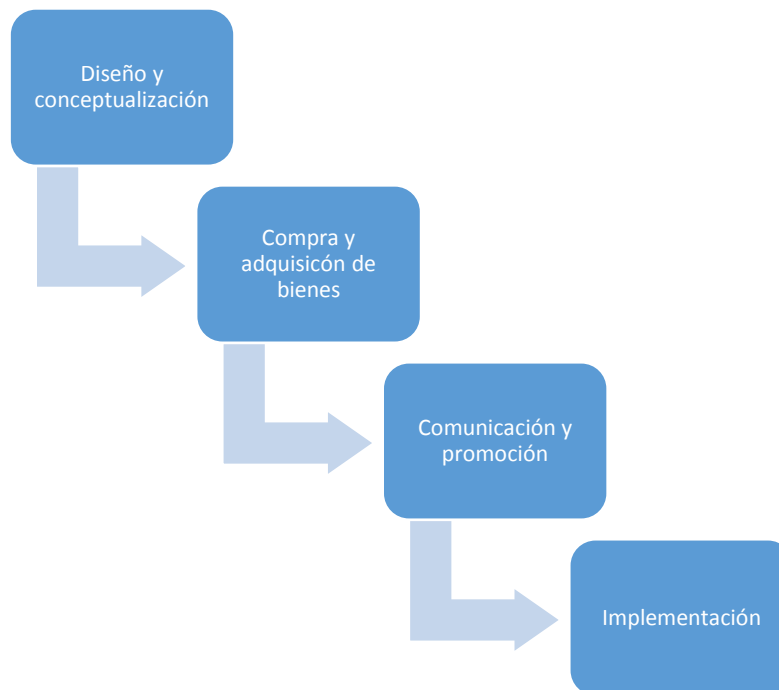 Diseño y
conceptualización
Compra y
adquisicón de
bienes
Comunicación y
promoción
Implementación